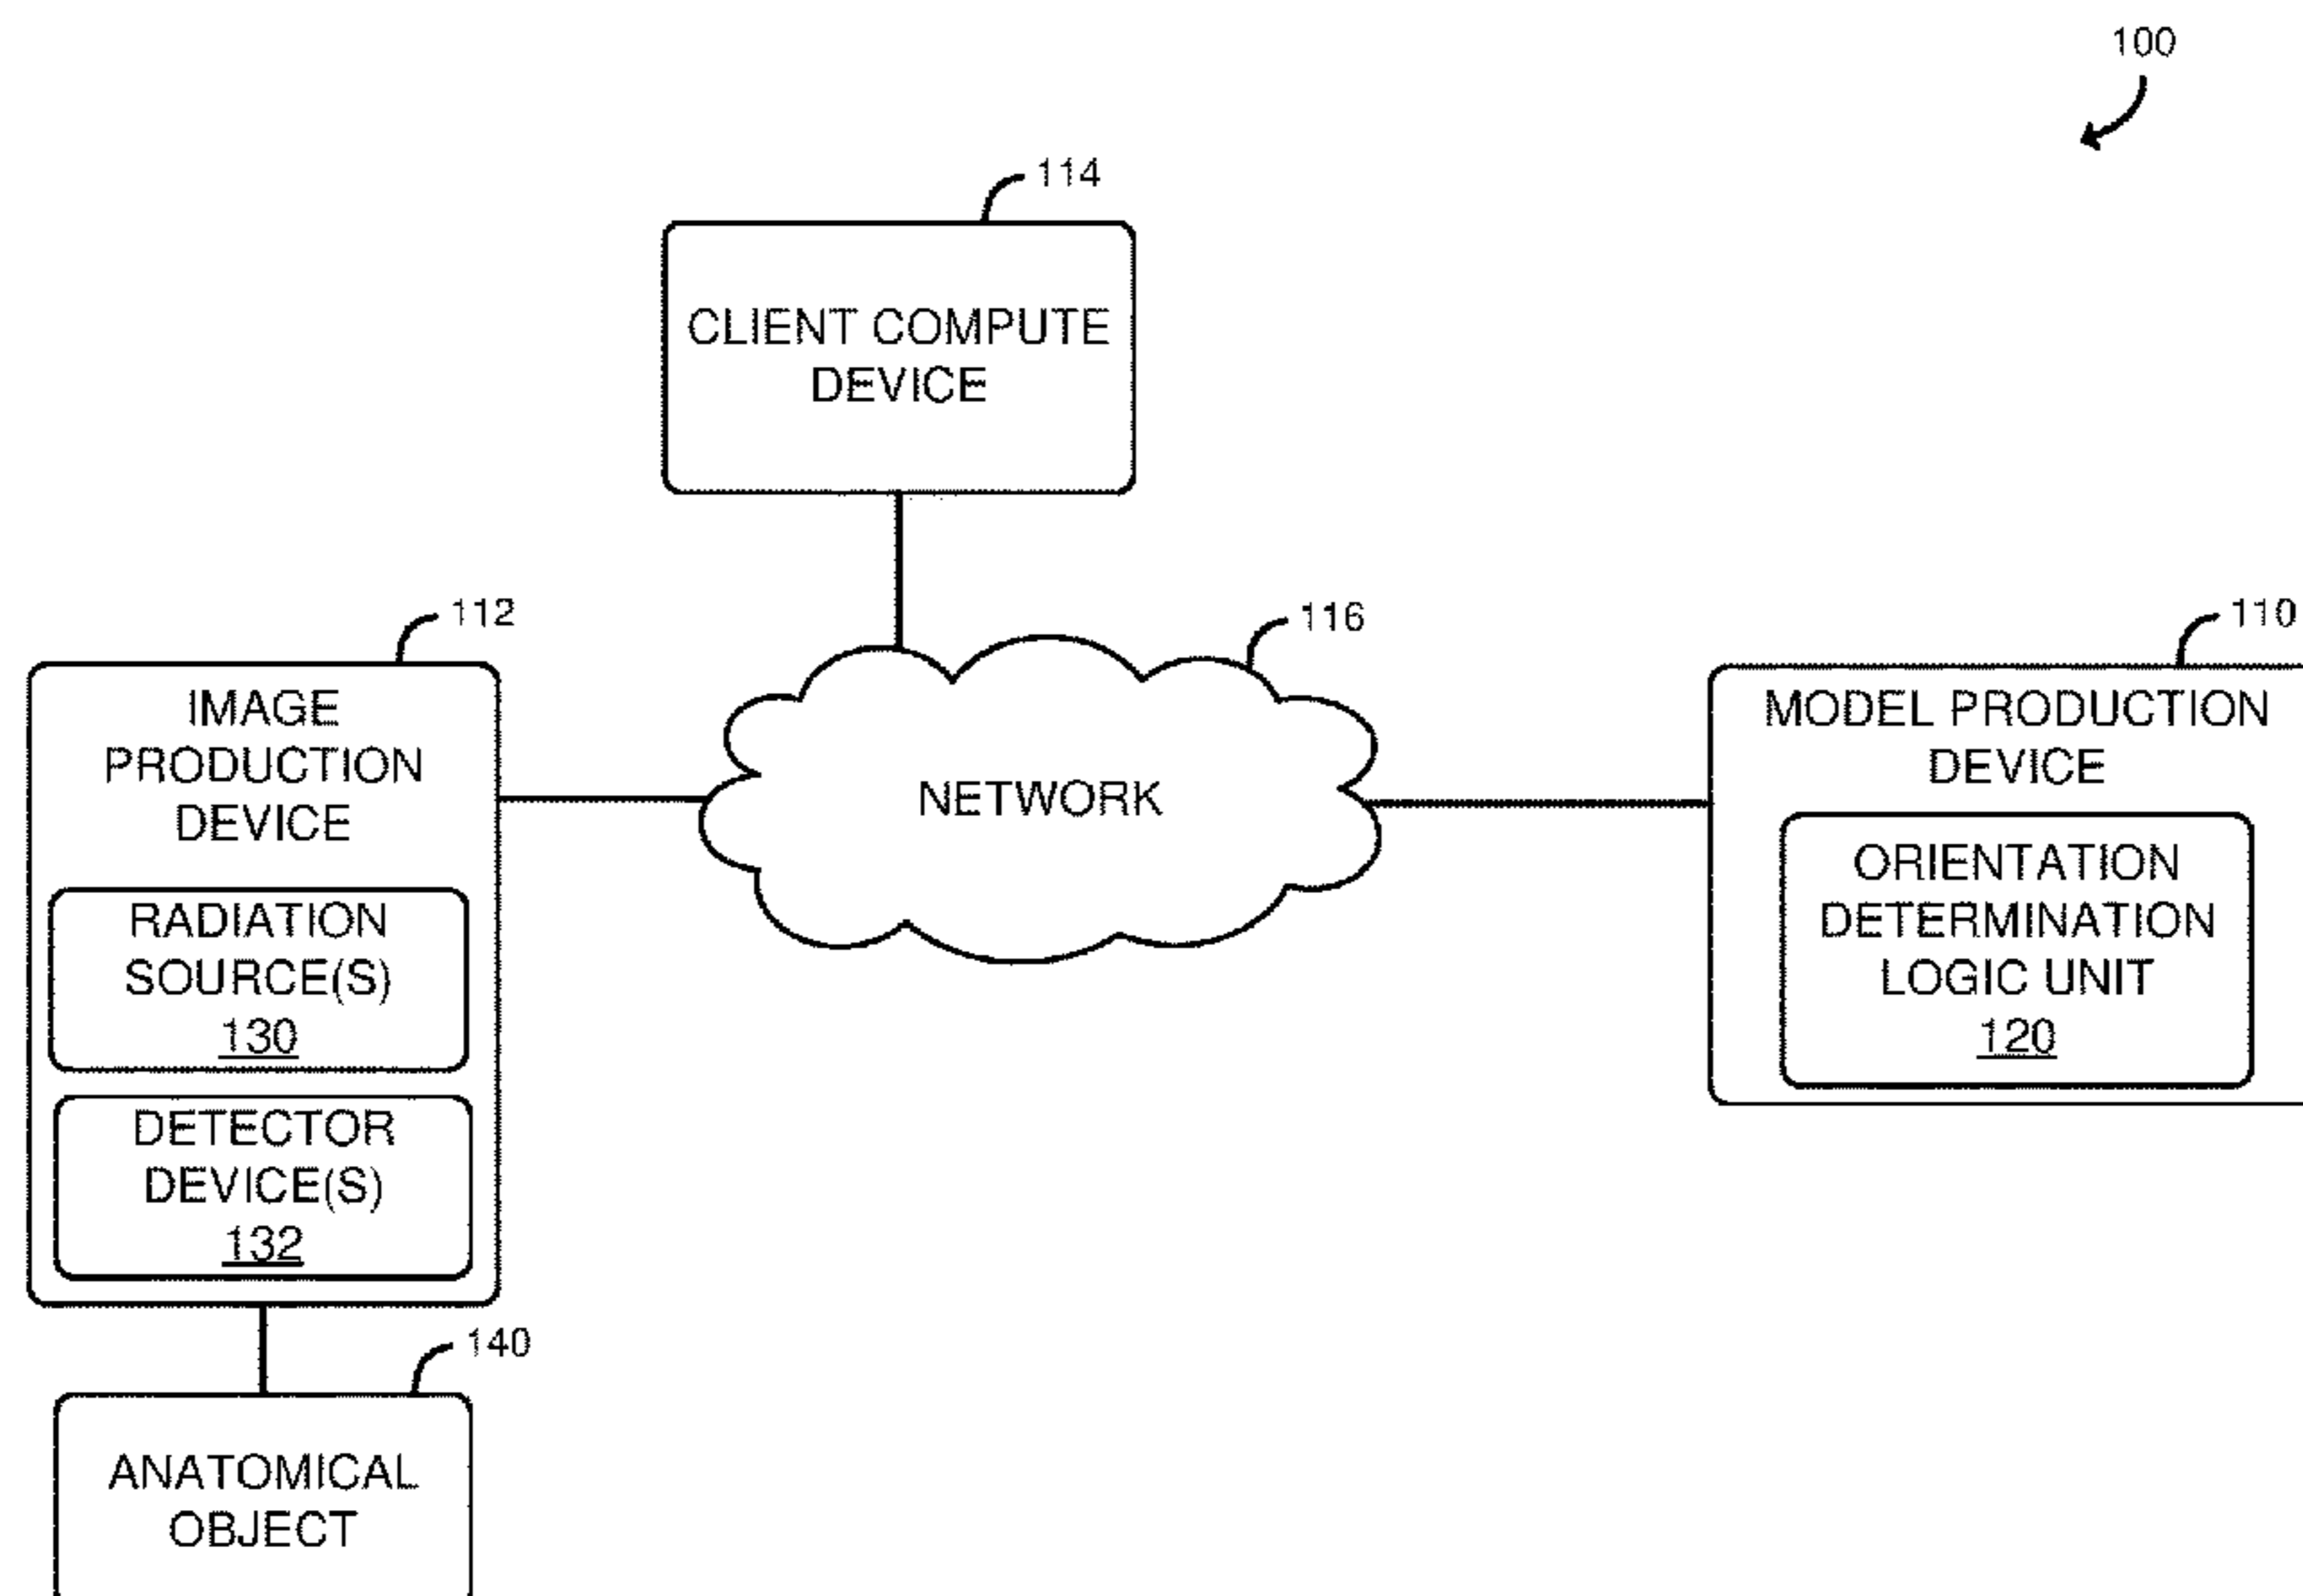 100
114
CLIENT COMPUTE
DEVICE
112
116
110
IMAGE
PRODUCTION
DEVICE
RADIATION
SOURCE(S)
130
DETECTOR
DEVICE(S)
132
NETWORK
MODEL PRODUCTION
DEVICE
ORIENTATION
DETERMINATION
LOGIC UNIT
120
140
ANATOMICAL
OBJECT